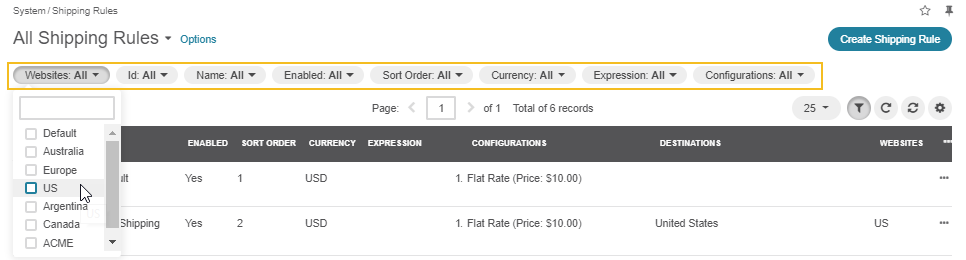 System / Shipping Rules
All Shipping Rules Options Create Shipping Rule
Websites: All Id: All Name: All Enabled: All Sort Order: All Currency: All Expression: All Configurations: All
Page: 1 of 1 Total of 6 records 25
ENABLED SORT ORDER CURRENCY EXPRESSION CONFIGURATIONS DESTINATIONS WEBSITES
Default
Australia
Europe
US
Argentina
Canada
ACME
ult Yes 1 USD 1. Flat Rate (Price: $10.00)
Shipping Yes 2 USD 1. Flat Rate (Price: $10.00) United States US